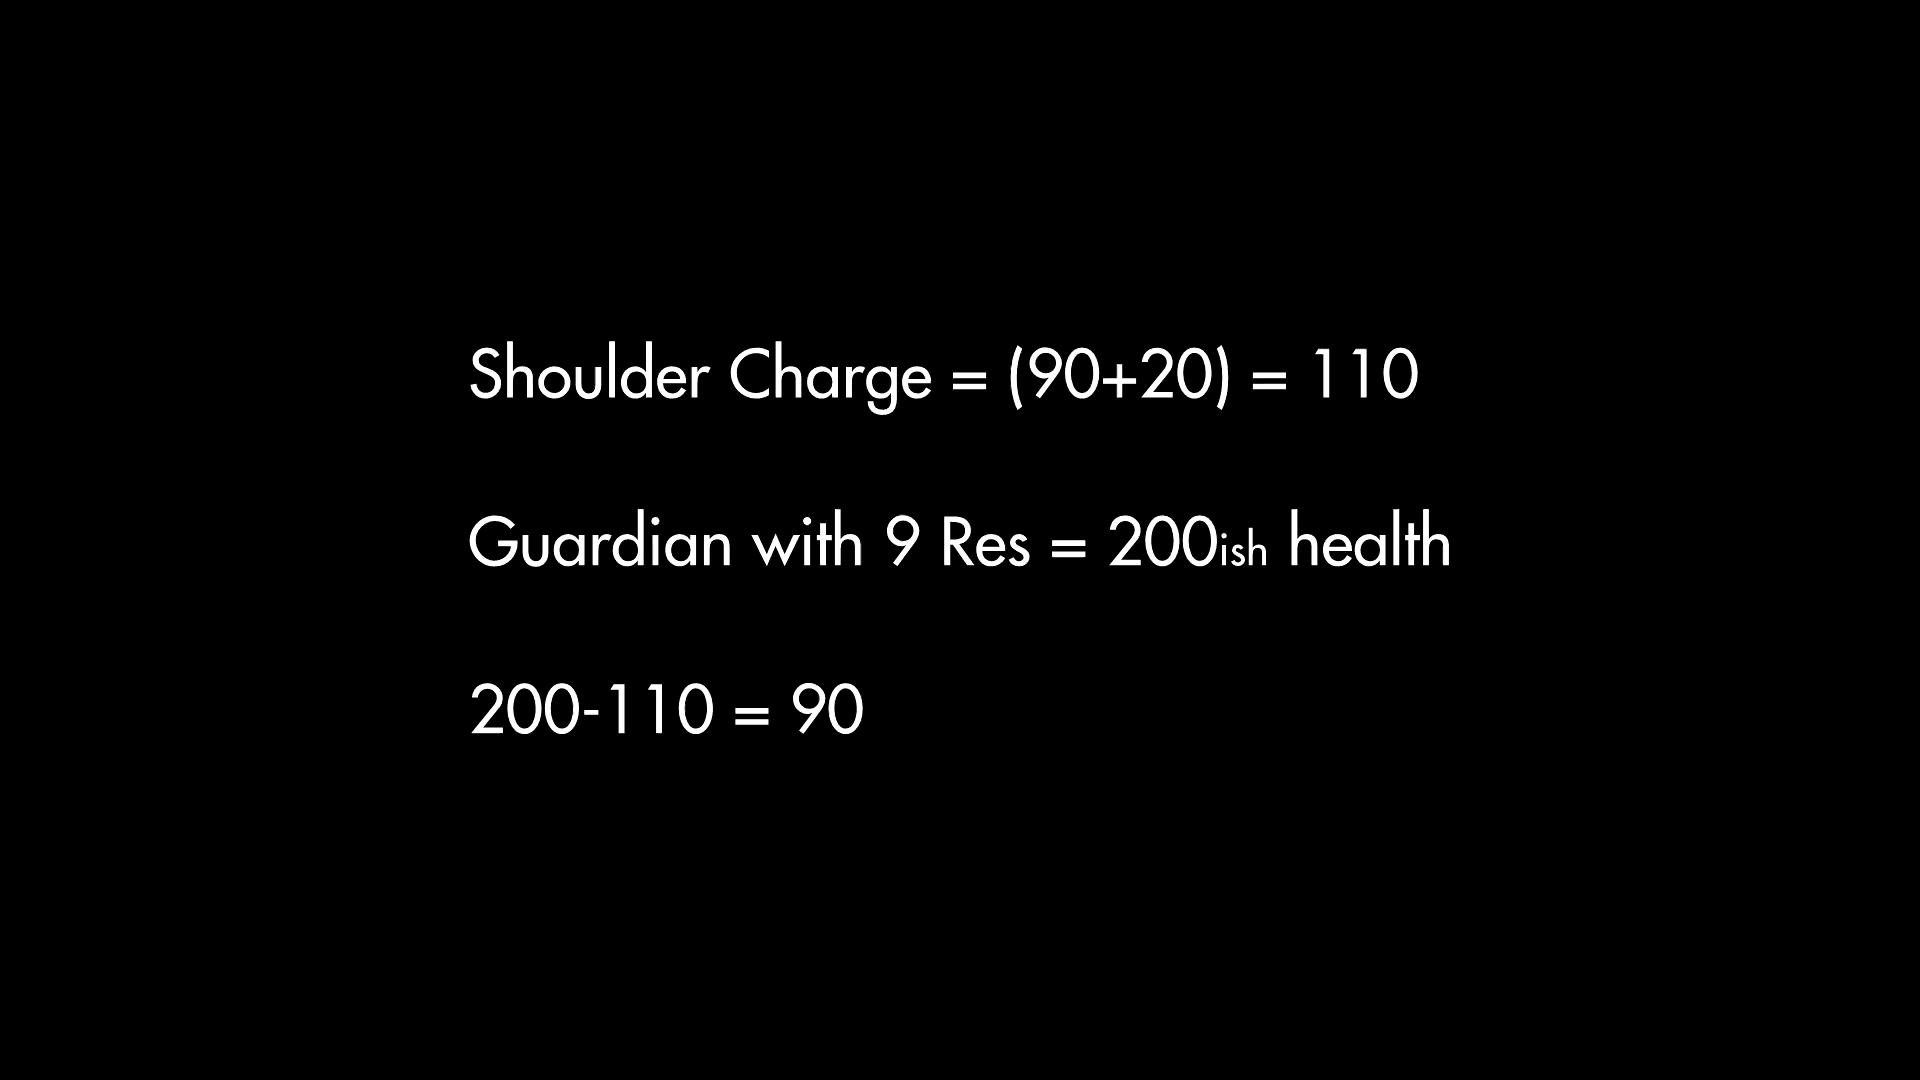 Shoulder Charge = (90+20) = 110
Guardian with 9 Res = 200ish health
200-110 = 90